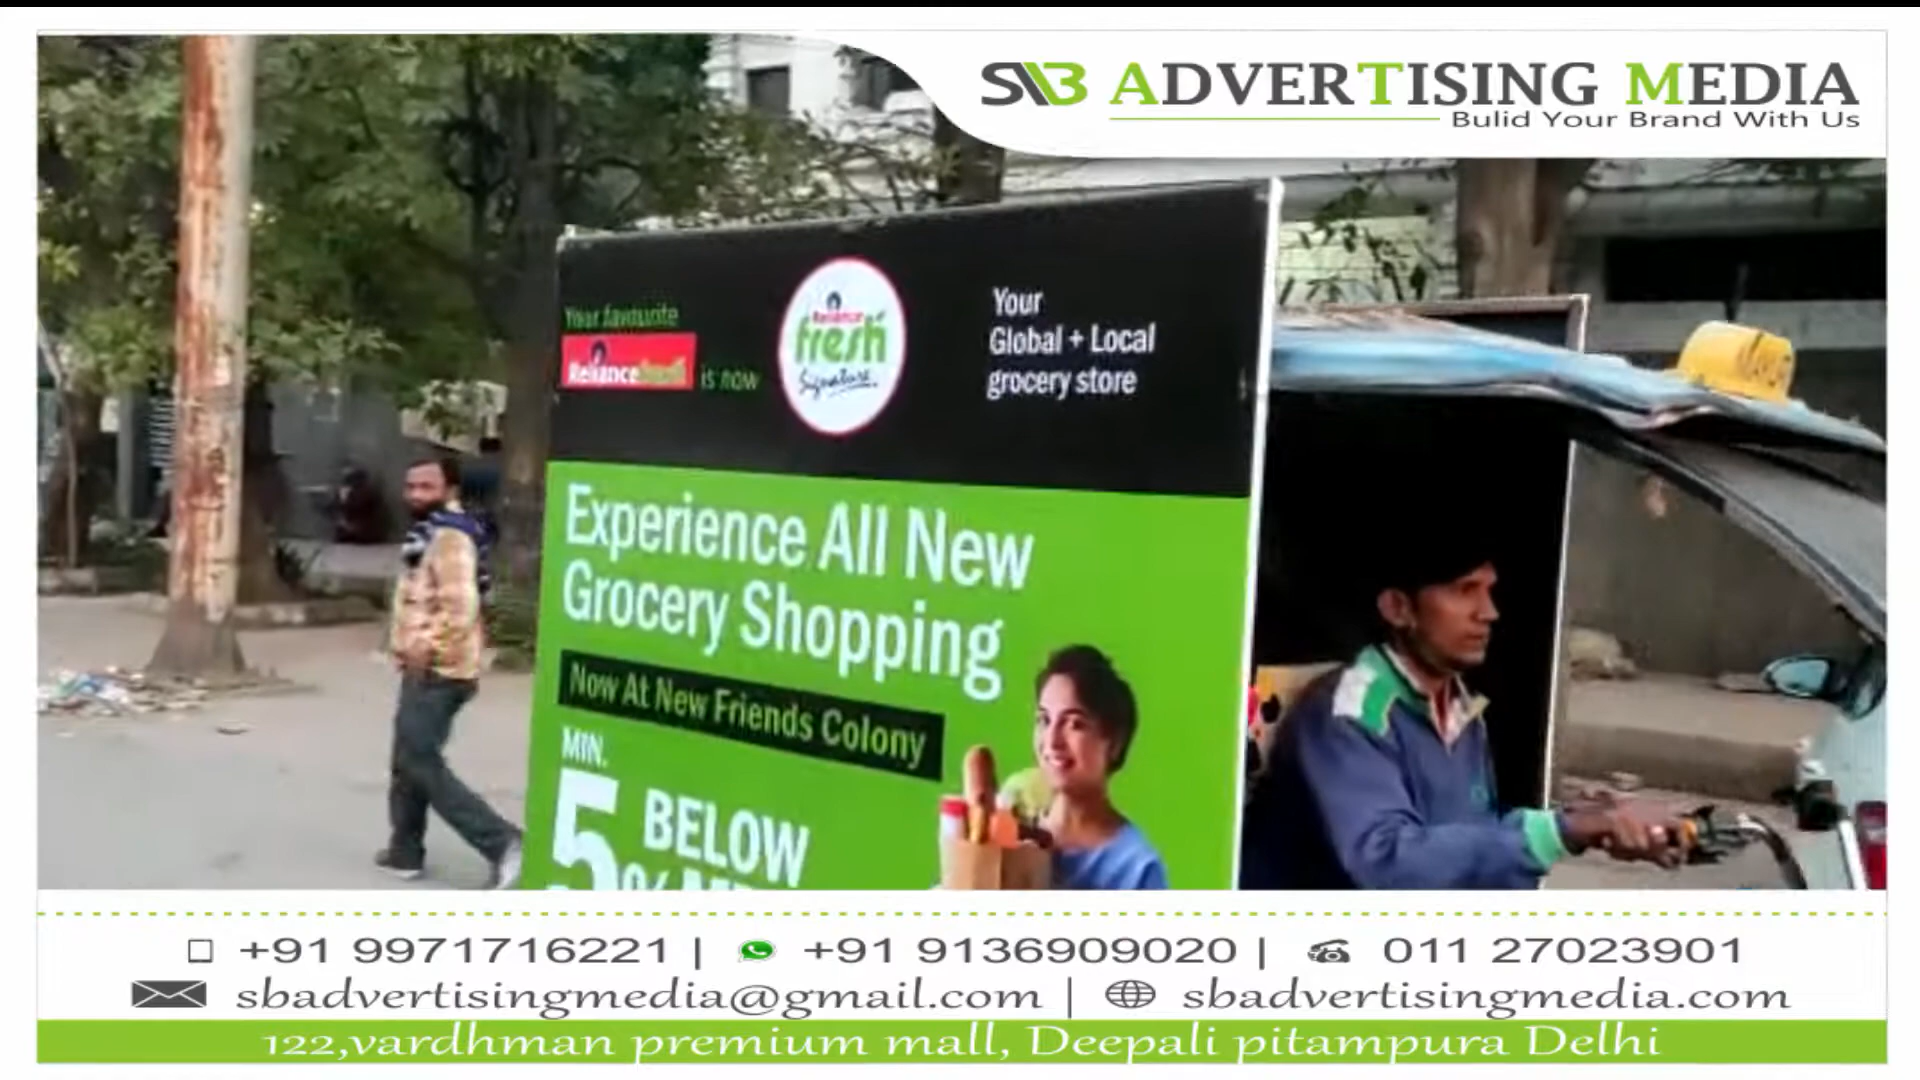 SB ADVERTISING MEDIA
Bulid Your Brand With Us
Your favourite
Reliance fresh
is now
Reliance
fresh
Signature
Your
Global + Local
grocery store
Experience All New
Grocery Shopping
Now At New Friends Colony
MIN.
5%
BELOW
+91 9971716221 | +91 9136909020 | 011 27023901
sbadvertisingmedia@gmail.com | sbadvertisingmedia.com
122,vardhman premium mall, Deepali pitampura Delhi